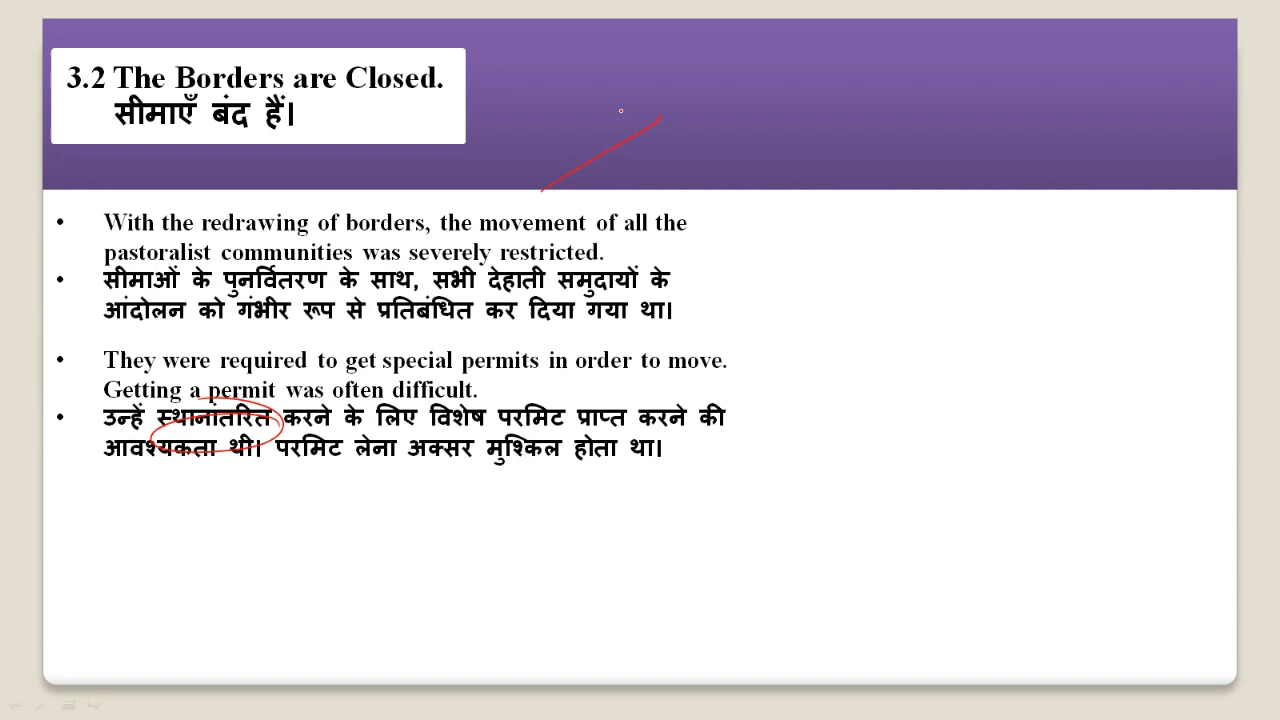 3.2 The Borders are Closed.
सीमाएँ बंद हैं।
• With the redrawing of borders, the movement of all the
pastoralist communities was severely restricted.
• सीमाओं के पुनर्वितरण के साथ, सभी देहाती समुदायों के
आंदोलन को गंभीर रूप से प्रतिबंधित कर दिया गया था।
• They were required to get special permits in order to move.
Getting a permit was often difficult.
• उन्हें स्थानांतरित करने के लिए विशेष परमिट प्राप्त करने की
आवश्यकता थी। परमिट लेना अक्सर मुश्किल होता था।